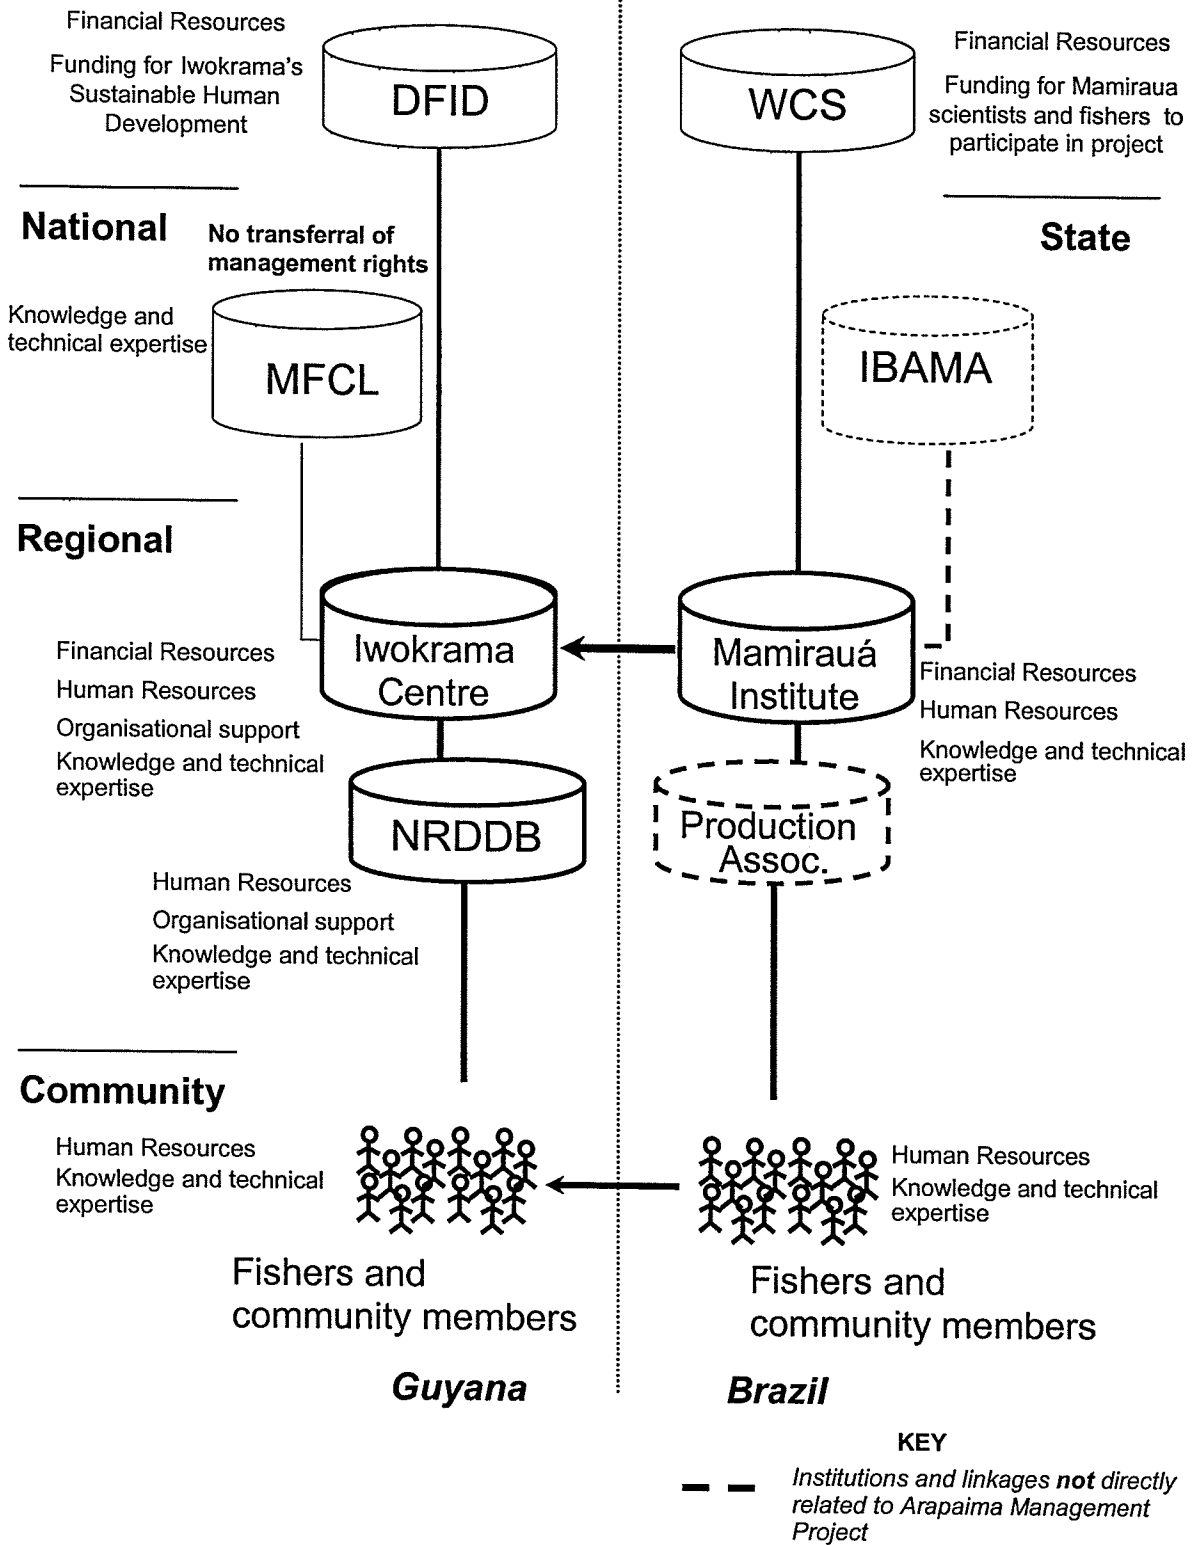 Financial Resources
Funding for Iwokrama's
Sustainable Human
Development
DFID
WCS
Financial Resources
Funding for Mamiraua
scientists and fishers to
participate in project
National
No transferral of
management rights
State
Knowledge and
technical expertise
MFCL
IBAMA
Regional
Iwokrama
Centre
Mamirauá
Institute
Financial Resources
Human Resources
Organisational support
Knowledge and technical
expertise
Financial Resources
Human Resources
Knowledge and technical
expertise
NRDDB
Production
Assoc.
Human Resources
Organisational support
Knowledge and technical
expertise
Community
Human Resources
Knowledge and technical
expertise
Human Resources
Knowledge and technical
expertise
Fishers and
community members
Fishers and
community members
Guyana
Brazil
KEY
Institutions and linkages not directly
related to Arapaima Management
Project